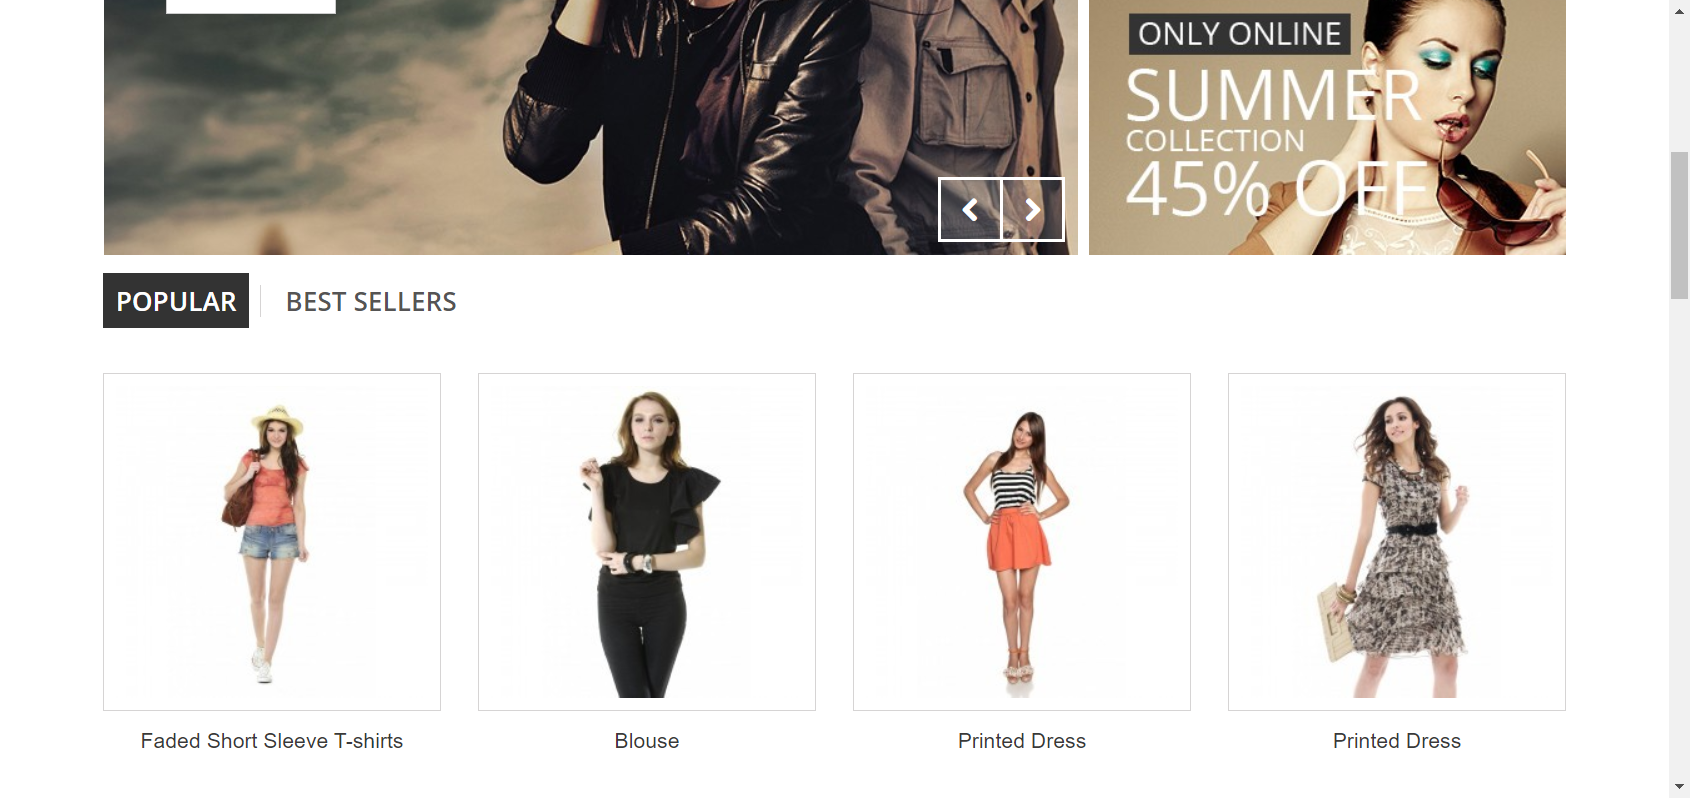 ONLY ONLINE
SUMMER
COLLECTION
45% OFF
POPULAR
BEST SELLERS
Faded Short Sleeve T-shirts
Blouse
Printed Dress
Printed Dress